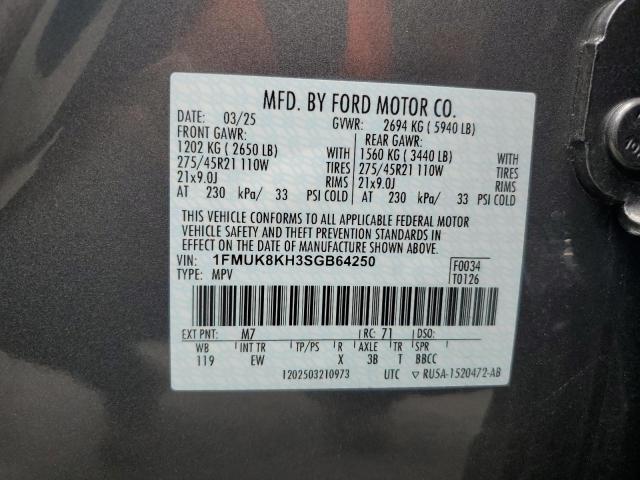 MFD. BY FORD MOTOR CO.
DATE: 03/25 GVWR: 2694 KG ( 5940 LB)
FRONT GAWR: REAR GAWR:
1202 KG ( 2650 LB) WITH 1560 KG ( 3440 LB) WITH
275/45R21 110W TIRES 275/45R21 110W TIRES
21x9.0J RIMS 21x9.0J RIMS
AT 230 kPa/ 33 PSI COLD AT 230 kPa/ 33 PSI COLD
THIS VEHICLE CONFORMS TO ALL APPLICABLE FEDERAL MOTOR
VEHICLE SAFETY AND THEFT PREVENTION STANDARDS IN
EFFECT ON THE DATE OF MANUFACTURE SHOWN ABOVE.
VIN: 1FMUK8KH3SGB64250 F0034
TYPE: MPV T0126
EXT PNT: M7 RC: 71 DSO:
WB INT TR TP/PS R AXLE TR SPR
119 EW X 3B T BBCC
1202503210973 UTC ▽ RU5A-1520472-AB